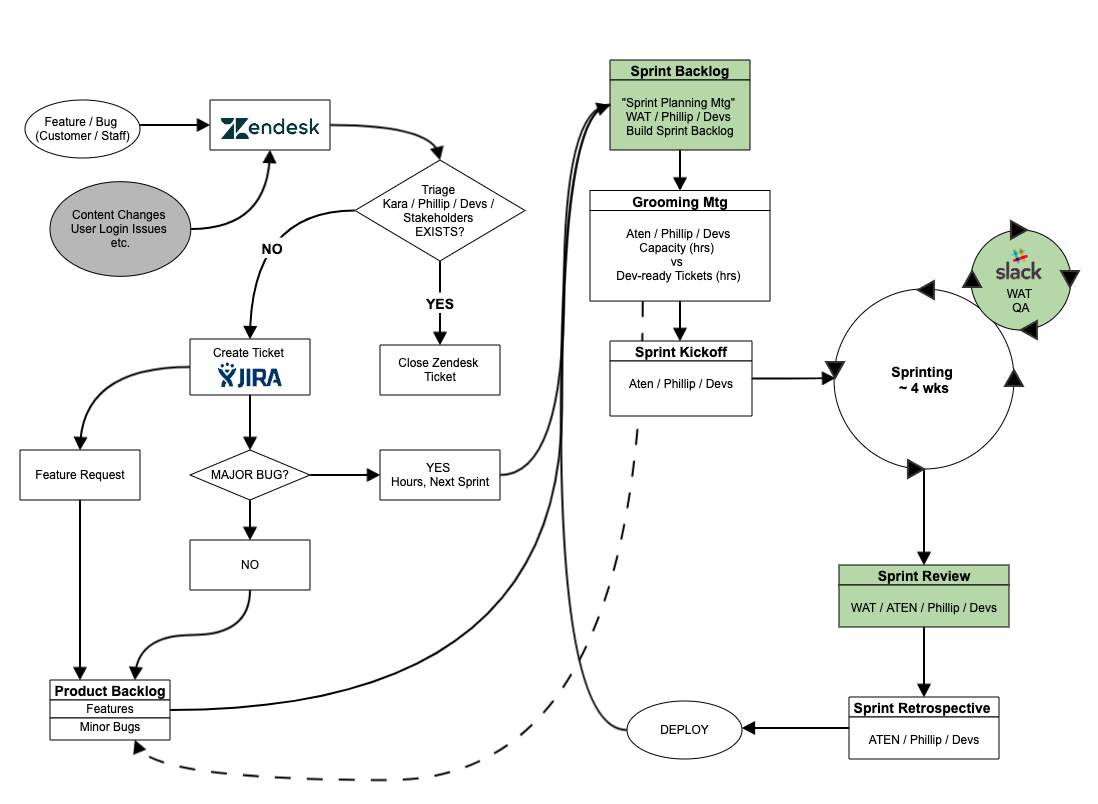 Feature / Bug
(Customer / Staff)
Zendesk
Content Changes
User Login Issues
etc.
Triage
Kara / Phillip / Devs /
Stakeholders
EXISTS?
NO
YES
Create Ticket
JIRA
Close Zendesk
Ticket
Feature Request
MAJOR BUG?
YES
Hours, Next Sprint
NO
Product Backlog
Features
Minor Bugs
Sprint Backlog
"Sprint Planning Mtg"
WAT / Phillip / Devs
Build Sprint Backlog
Grooming Mtg
Aten / Phillip / Devs
Capacity (hrs)
vs
Dev-ready Tickets (hrs)
Sprint Kickoff
Aten / Phillip / Devs
Sprinting
~ 4 wks
slack
WAT
QA
Sprint Review
WAT / ATEN / Phillip / Devs
Sprint Retrospective
ATEN / Phillip / Devs
DEPLOY